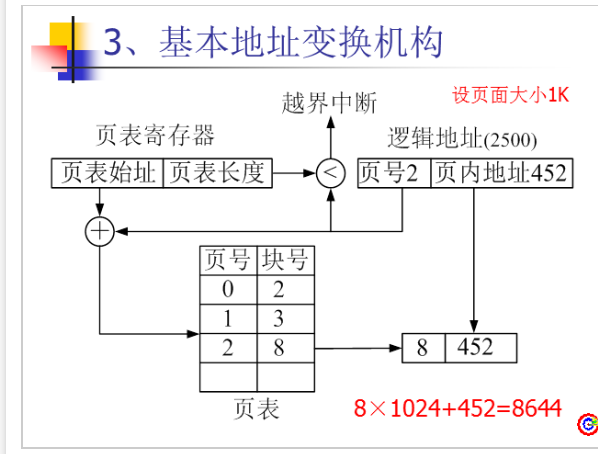 3、基本地址变换机构
设页面大小1K
越界中断
页表寄存器
逻辑地址(2500)
页表始址 页表长度
<
页号2 页内地址452
+
页号 块号
0 2
1 3
2 8
8 452
页表
8×1024+452=8644